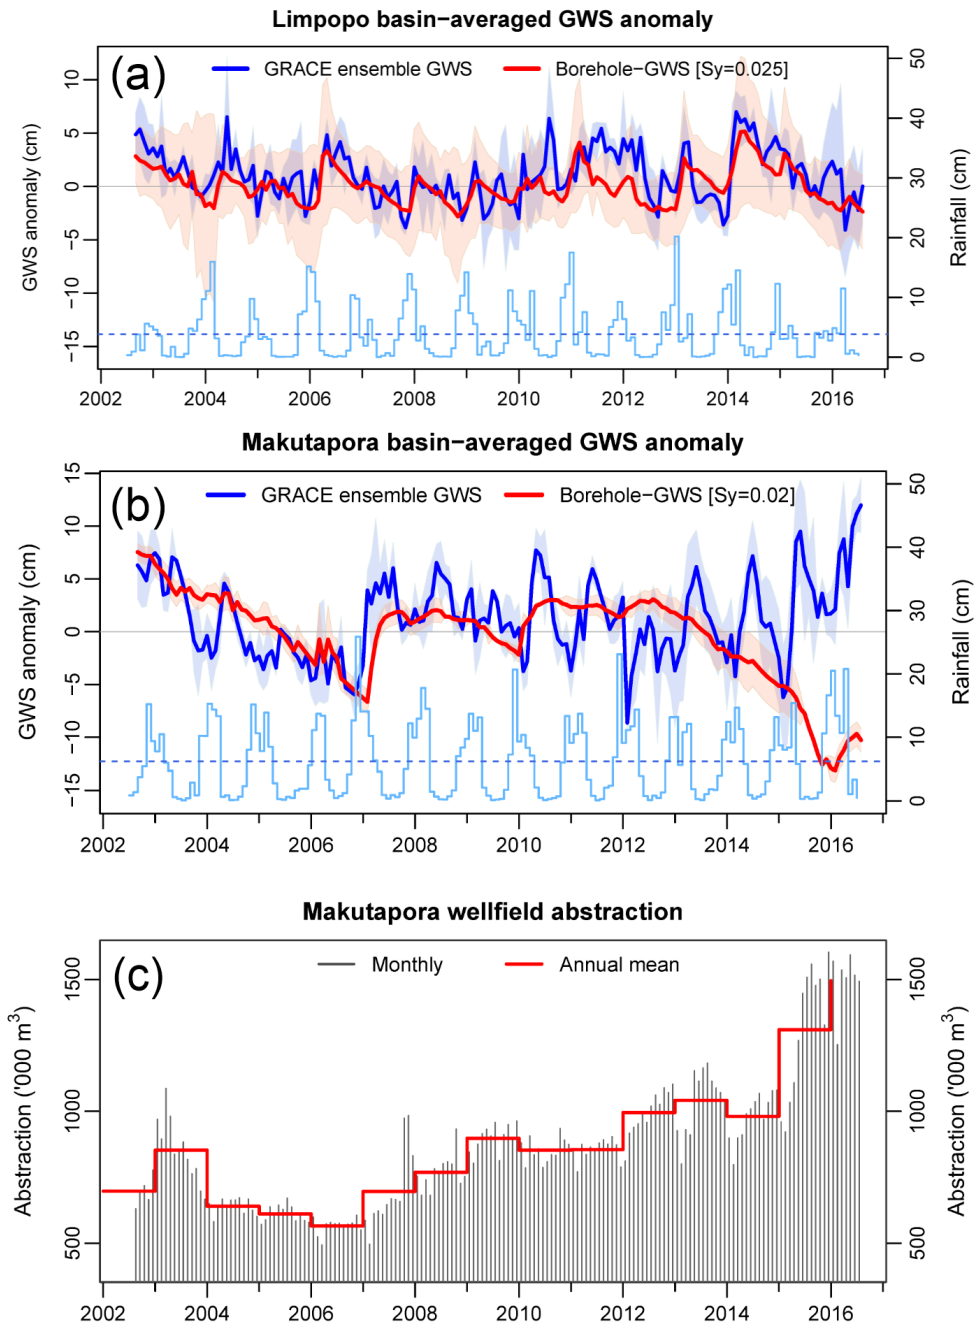 Limpopo basin−averaged GWS anomaly
(a)
GRACE ensemble GWS
Borehole−GWS [Sy=0.025]
GWS anomaly (cm)
10
5
0
−5
−10
−15
Rainfall (cm)
50
40
30
20
10
0
2002 2004 2006 2008 2010 2012 2014 2016
Makutapora basin−averaged GWS anomaly
(b)
GRACE ensemble GWS
Borehole−GWS [Sy=0.02]
GWS anomaly (cm)
15
10
5
0
−5
−10
−15
Rainfall (cm)
50
40
30
20
10
0
2002 2004 2006 2008 2010 2012 2014 2016
Makutapora wellfield abstraction
(c)
Monthly
Annual mean
Abstraction ('000 m³)
1500
1000
500
Abstraction ('000 m³)
1500
1000
500
2002 2004 2006 2008 2010 2012 2014 2016